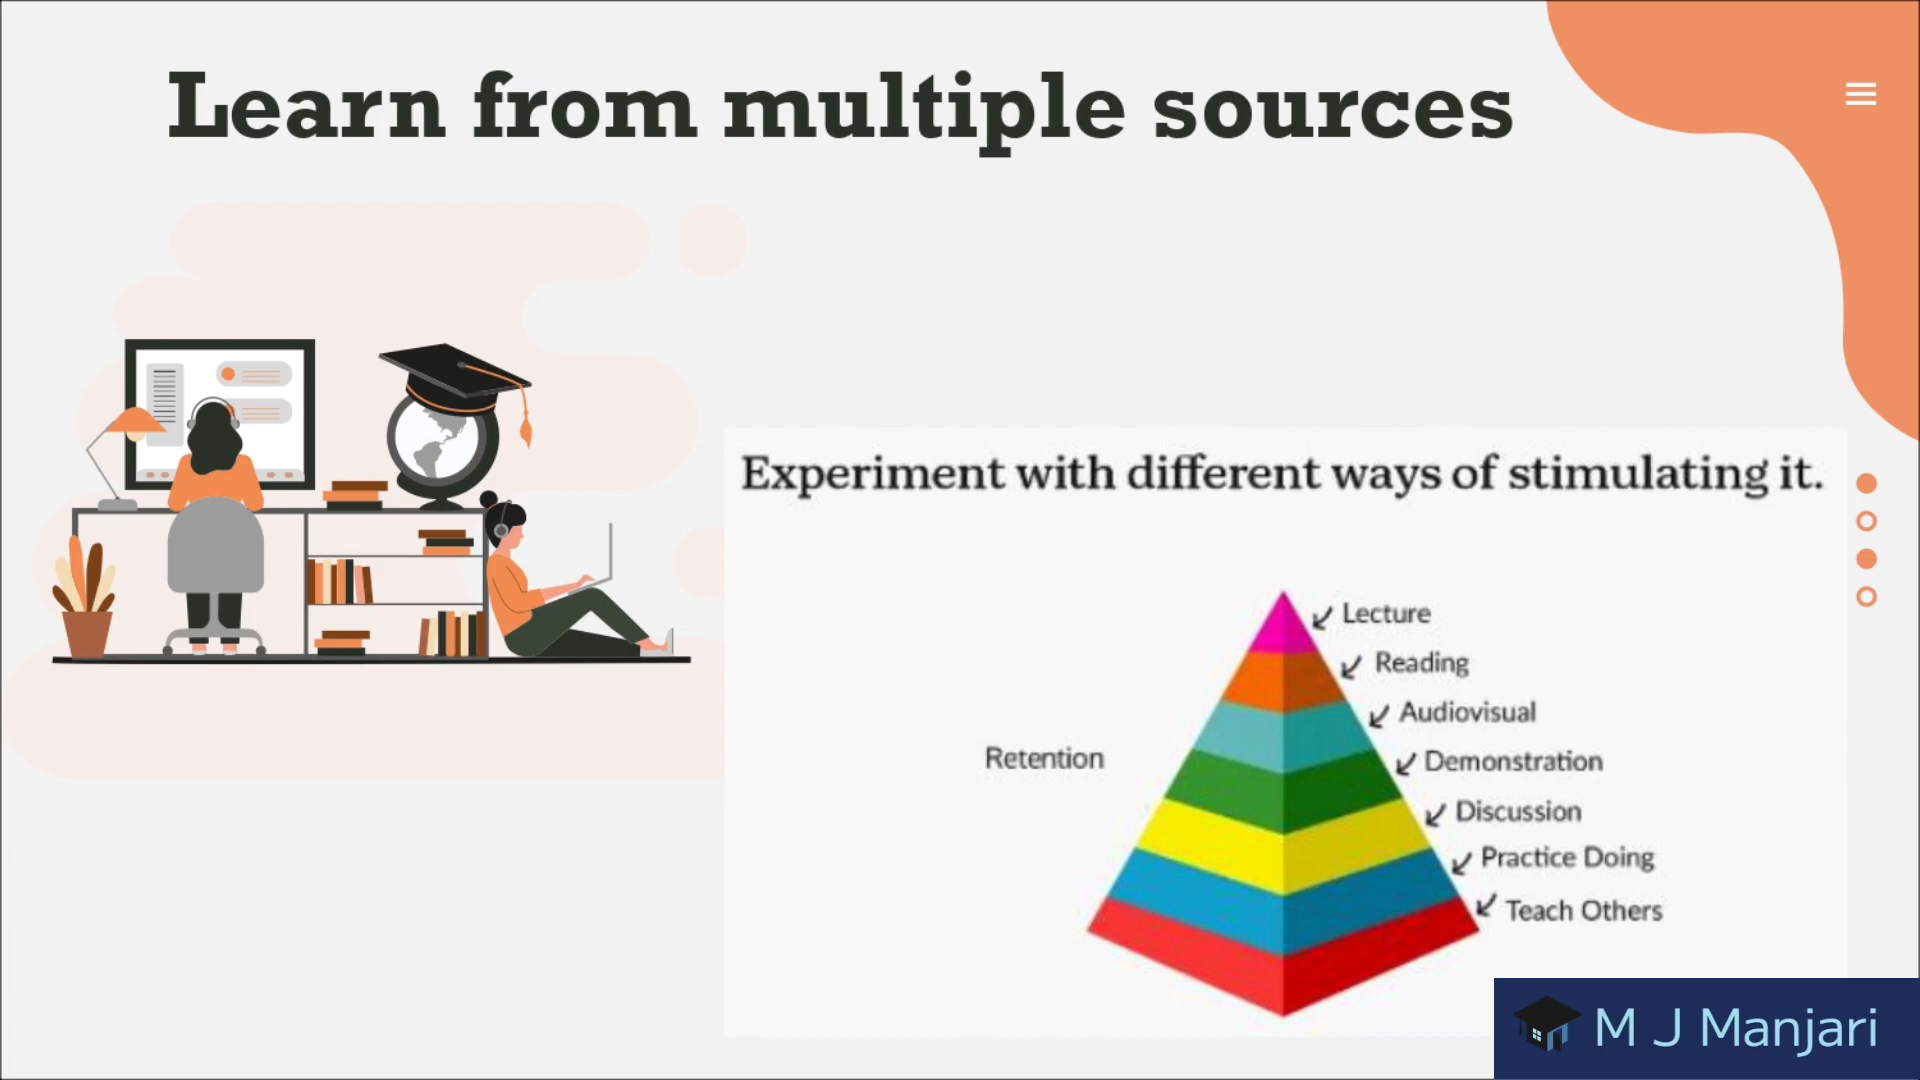 Learn from multiple sources
Experiment with different ways of stimulating it.
Lecture
Reading
Audiovisual
Demonstration
Retention
Discussion
Practice Doing
Teach Others
M J Manjari